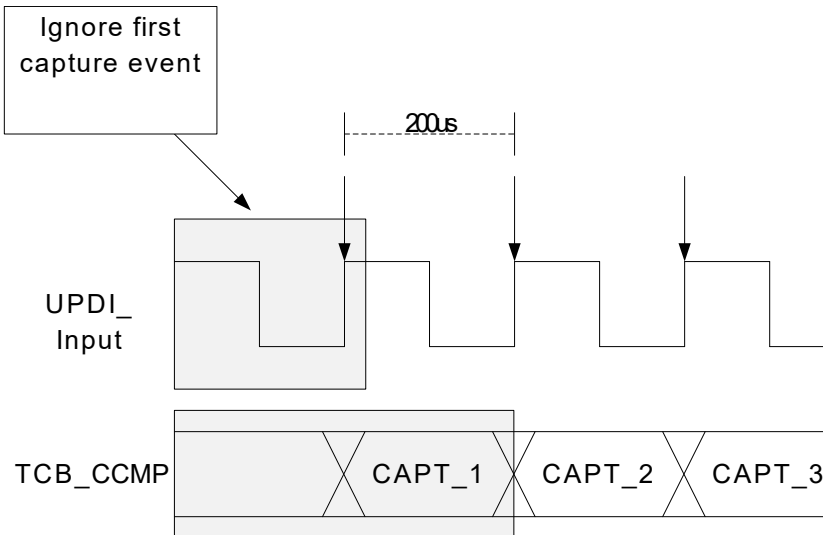 Ignore first
capture event
200us
UPDI_
Input
TCB_CCMP
CAPT_1
CAPT_2
CAPT_3